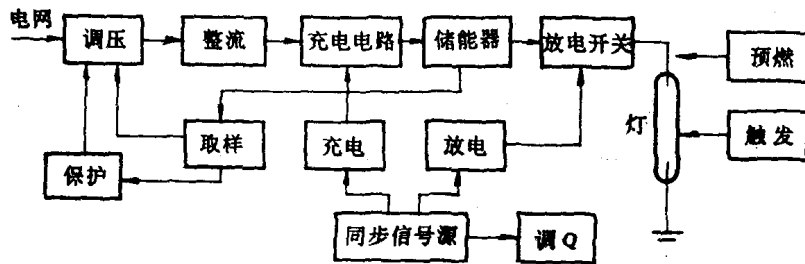 电网
调压
整流
充电电路
储能器
放电开关
预燃
灯
触发
取样
充电
放电
保护
同步信号源
调Q